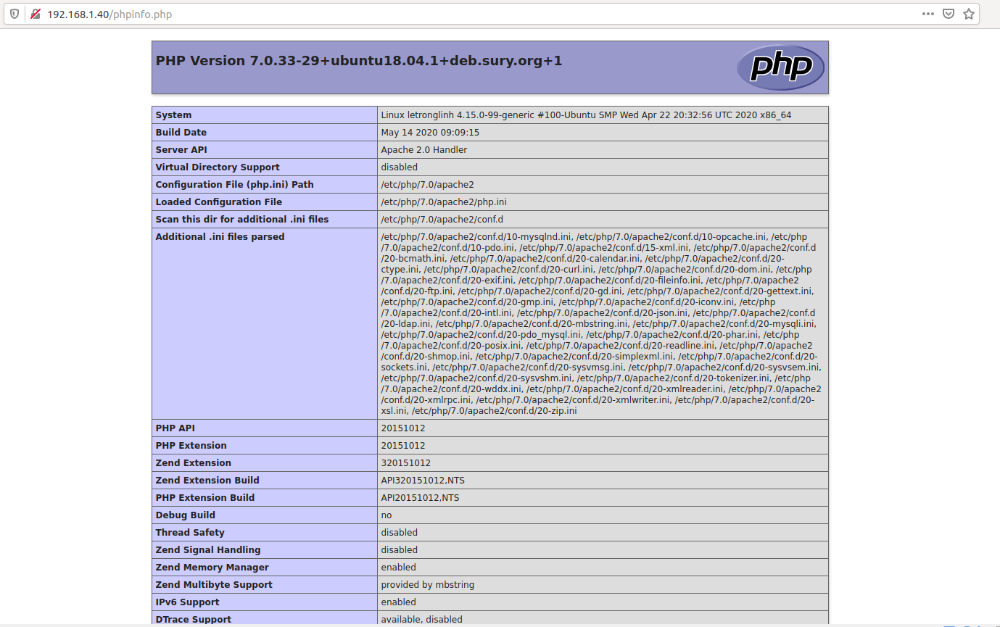 192.168.1.40/phpinfo.php
PHP Version 7.0.33-29+ubuntu18.04.1+deb.sury.org+1
php
System Linux letronglinh 4.15.0-99-generic #100-Ubuntu SMP Wed Apr 22 20:32:56 UTC 2020 x86_64
Build Date May 14 2020 09:09:15
Server API Apache 2.0 Handler
Virtual Directory Support disabled
Configuration File (php.ini) Path /etc/php/7.0/apache2
Loaded Configuration File /etc/php/7.0/apache2/php.ini
Scan this dir for additional .ini files /etc/php/7.0/apache2/conf.d
Additional .ini files parsed /etc/php/7.0/apache2/conf.d/10-mysqlnd.ini, /etc/php/7.0/apache2/conf.d/10-opcache.ini, /etc/php
/7.0/apache2/conf.d/10-pdo.ini, /etc/php/7.0/apache2/conf.d/15-xml.ini, /etc/php/7.0/apache2/conf.d
/20-bcmath.ini, /etc/php/7.0/apache2/conf.d/20-calendar.ini, /etc/php/7.0/apache2/conf.d/20-
ctype.ini, /etc/php/7.0/apache2/conf.d/20-curl.ini, /etc/php/7.0/apache2/conf.d/20-dom.ini, /etc/php
/7.0/apache2/conf.d/20-exif.ini, /etc/php/7.0/apache2/conf.d/20-fileinfo.ini, /etc/php/7.0/apache2
/conf.d/20-ftp.ini, /etc/php/7.0/apache2/conf.d/20-gd.ini, /etc/php/7.0/apache2/conf.d/20-gettext.ini,
/etc/php/7.0/apache2/conf.d/20-gmp.ini, /etc/php/7.0/apache2/conf.d/20-iconv.ini, /etc/php
/7.0/apache2/conf.d/20-intl.ini, /etc/php/7.0/apache2/conf.d/20-json.ini, /etc/php/7.0/apache2/conf.d
/20-ldap.ini, /etc/php/7.0/apache2/conf.d/20-mbstring.ini, /etc/php/7.0/apache2/conf.d/20-mysqli.ini,
/etc/php/7.0/apache2/conf.d/20-pdo_mysql.ini, /etc/php/7.0/apache2/conf.d/20-phar.ini, /etc/php
/7.0/apache2/conf.d/20-posix.ini, /etc/php/7.0/apache2/conf.d/20-readline.ini, /etc/php/7.0/apache2
/conf.d/20-shmop.ini, /etc/php/7.0/apache2/conf.d/20-simplexml.ini, /etc/php/7.0/apache2/conf.d/20-
sockets.ini, /etc/php/7.0/apache2/conf.d/20-sysvmsg.ini, /etc/php/7.0/apache2/conf.d/20-sysvsem.ini,
/etc/php/7.0/apache2/conf.d/20-sysvshm.ini, /etc/php/7.0/apache2/conf.d/20-tokenizer.ini, /etc/php
/7.0/apache2/conf.d/20-wddx.ini, /etc/php/7.0/apache2/conf.d/20-xmlreader.ini, /etc/php/7.0/apache2
/conf.d/20-xmlrpc.ini, /etc/php/7.0/apache2/conf.d/20-xmlwriter.ini, /etc/php/7.0/apache2/conf.d/20-
xsl.ini, /etc/php/7.0/apache2/conf.d/20-zip.ini
PHP API 20151012
PHP Extension 20151012
Zend Extension 320151012
Zend Extension Build API320151012,NTS
PHP Extension Build API20151012,NTS
Debug Build no
Thread Safety disabled
Zend Signal Handling disabled
Zend Memory Manager enabled
Zend Multibyte Support provided by mbstring
IPv6 Support enabled
DTrace Support available, disabled